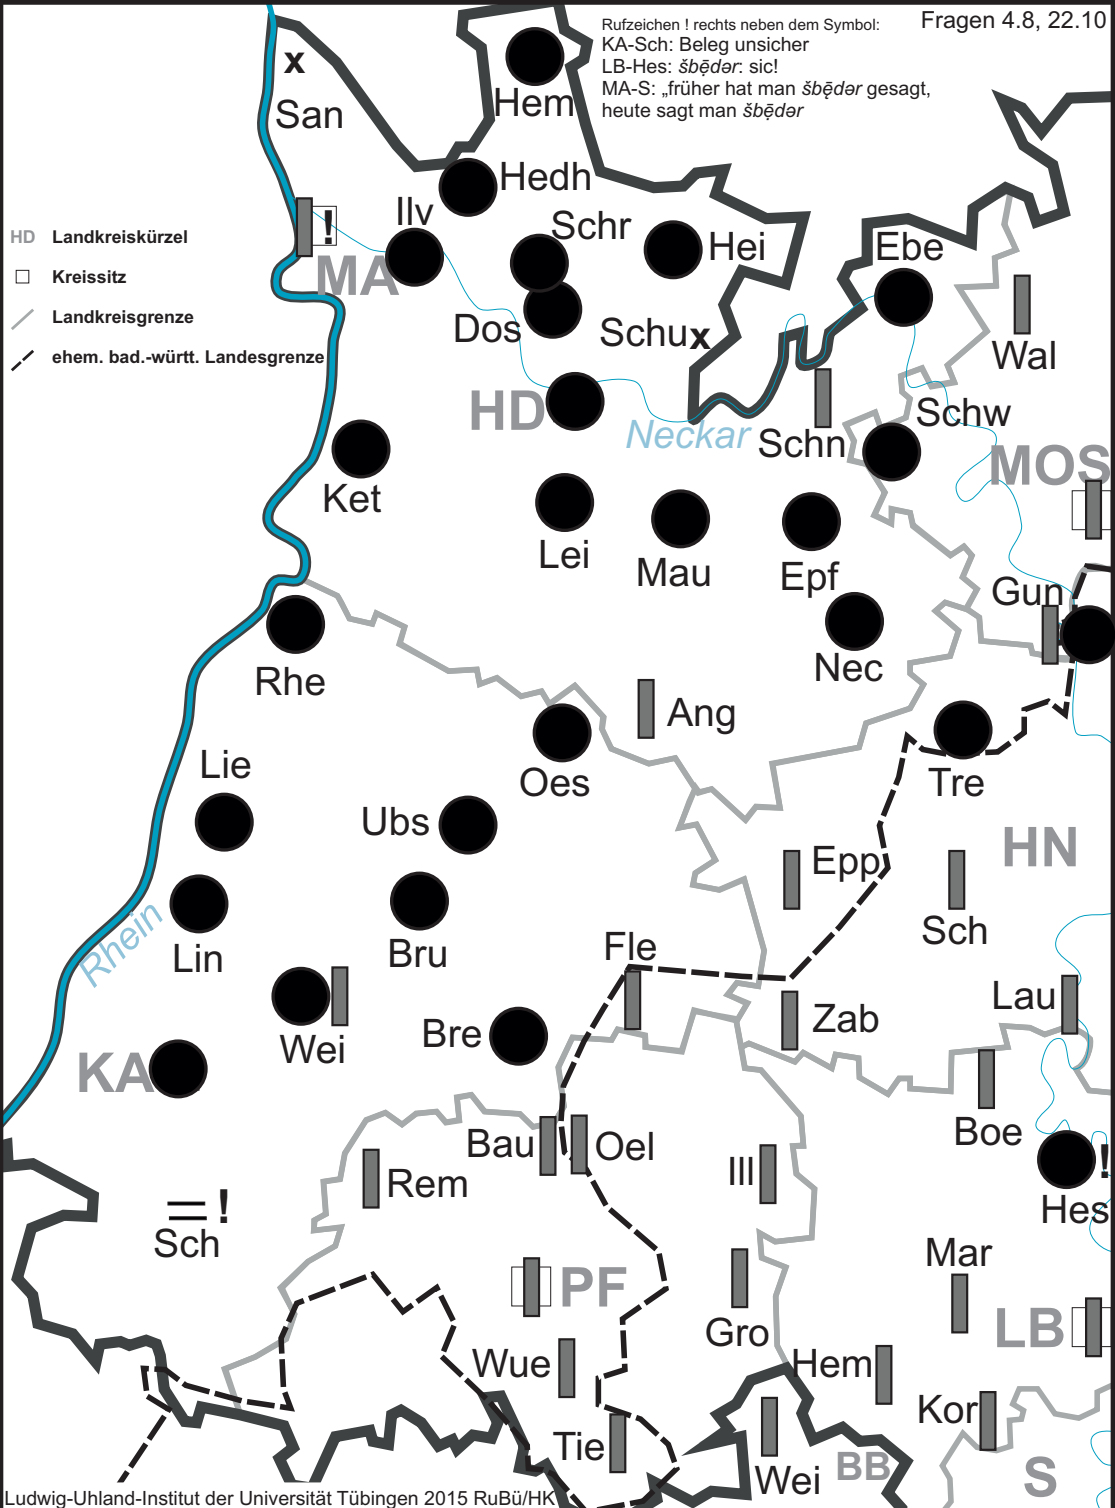 Rufzeichen ! rechts neben dem Symbol:
Fragen 4.8, 22.10
KA-Sch: Beleg unsicher
LB-Hes: šbẹ̄dər: sic!
MA-S: „früher hat man šbẹ̄dər gesagt,
heute sagt man šbẹ̄dər
x
San
Hem
Hedh
Ilv
Schr
Hei
Ebe
!
HD Landkreiskürzel
MA
Kreissitz
Landkreisgrenze
Dos
Schu x
Wal
ehem. bad.-württ. Landesgrenze
HD
Neckar
Schn
Schw
MOS
Ket
Lei
Mau
Epf
Gun
Rhe
Nec
Ang
Lie
Oes
Tre
Ubs
Epp
HN
Rhein
Lin
Bru
Fle
Sch
Wei
Bre
Zab
Lau
KA
Bau
Oel
Boe
Rem
Ill
!
Hes
!
Sch
Mar
PF
Gro
LB
Wue
Hem
Kor
Tie
Wei
BB
S
Ludwig-Uhland-Institut der Universität Tübingen 2015 RuBü/HK